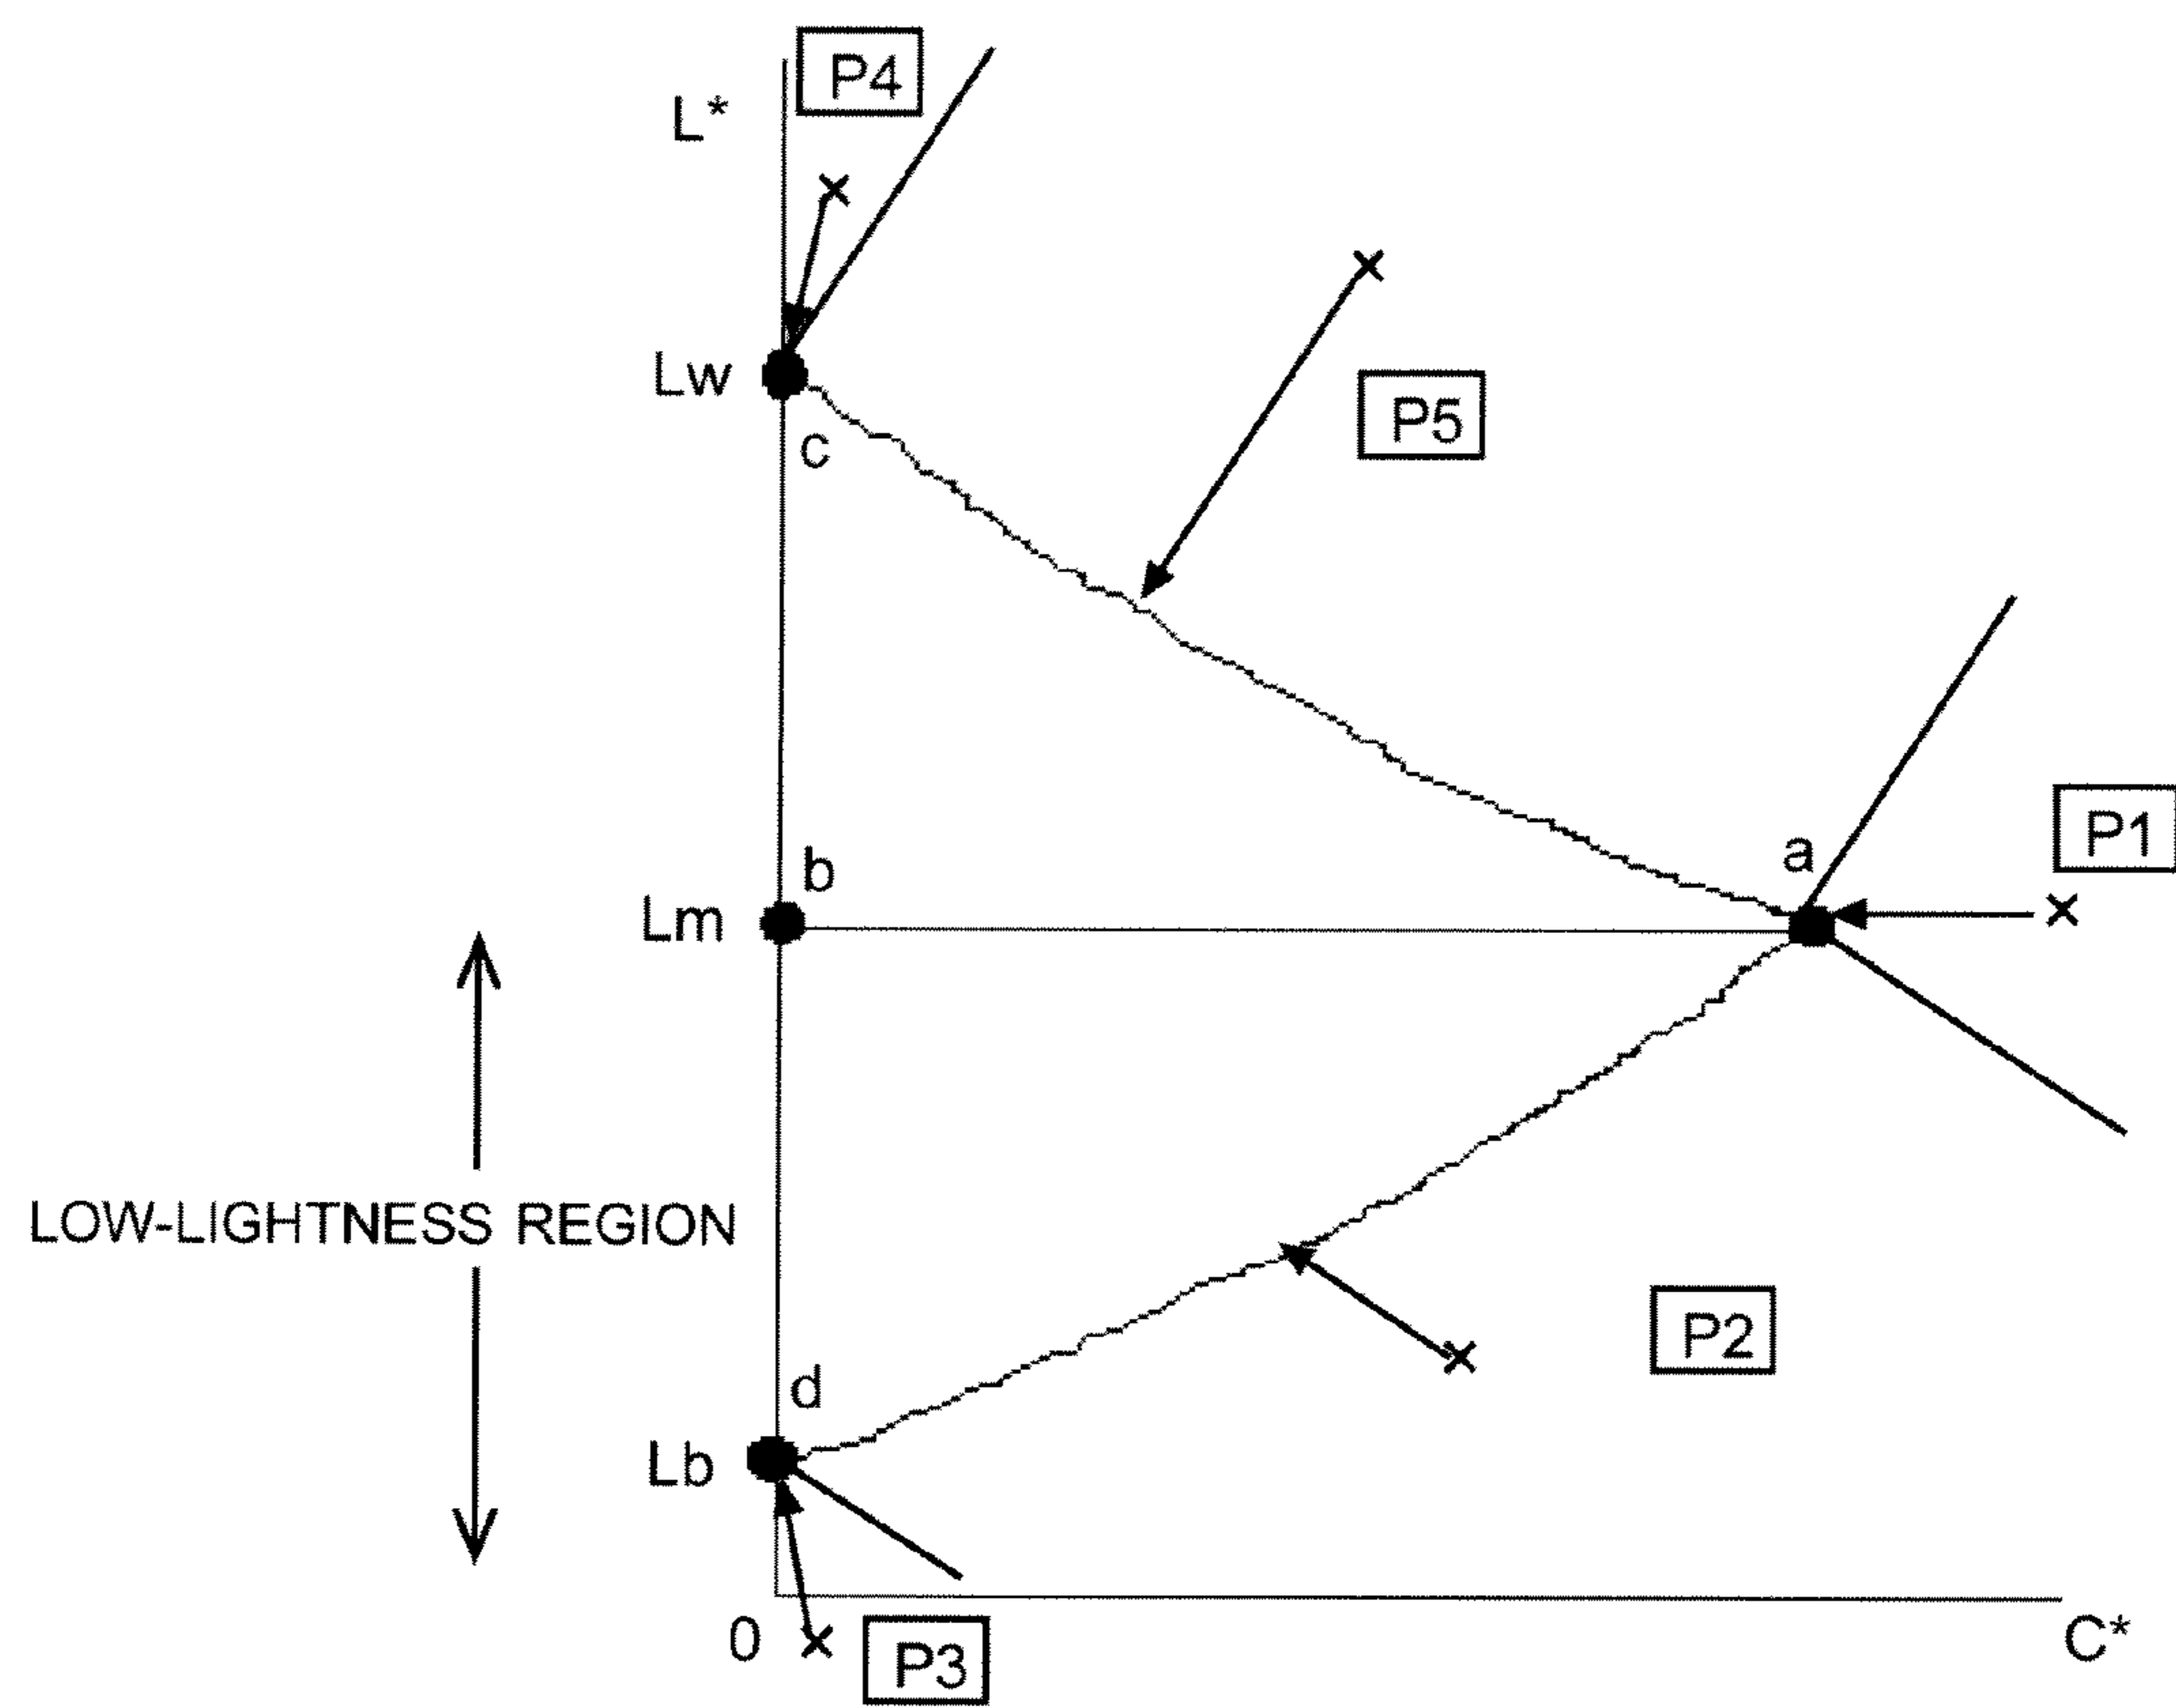 P4
L*
P5
Lw
c
P1
a
b
Lm
LOW-LIGHTNESS REGION
P2
d
Lb
0
P3
C*